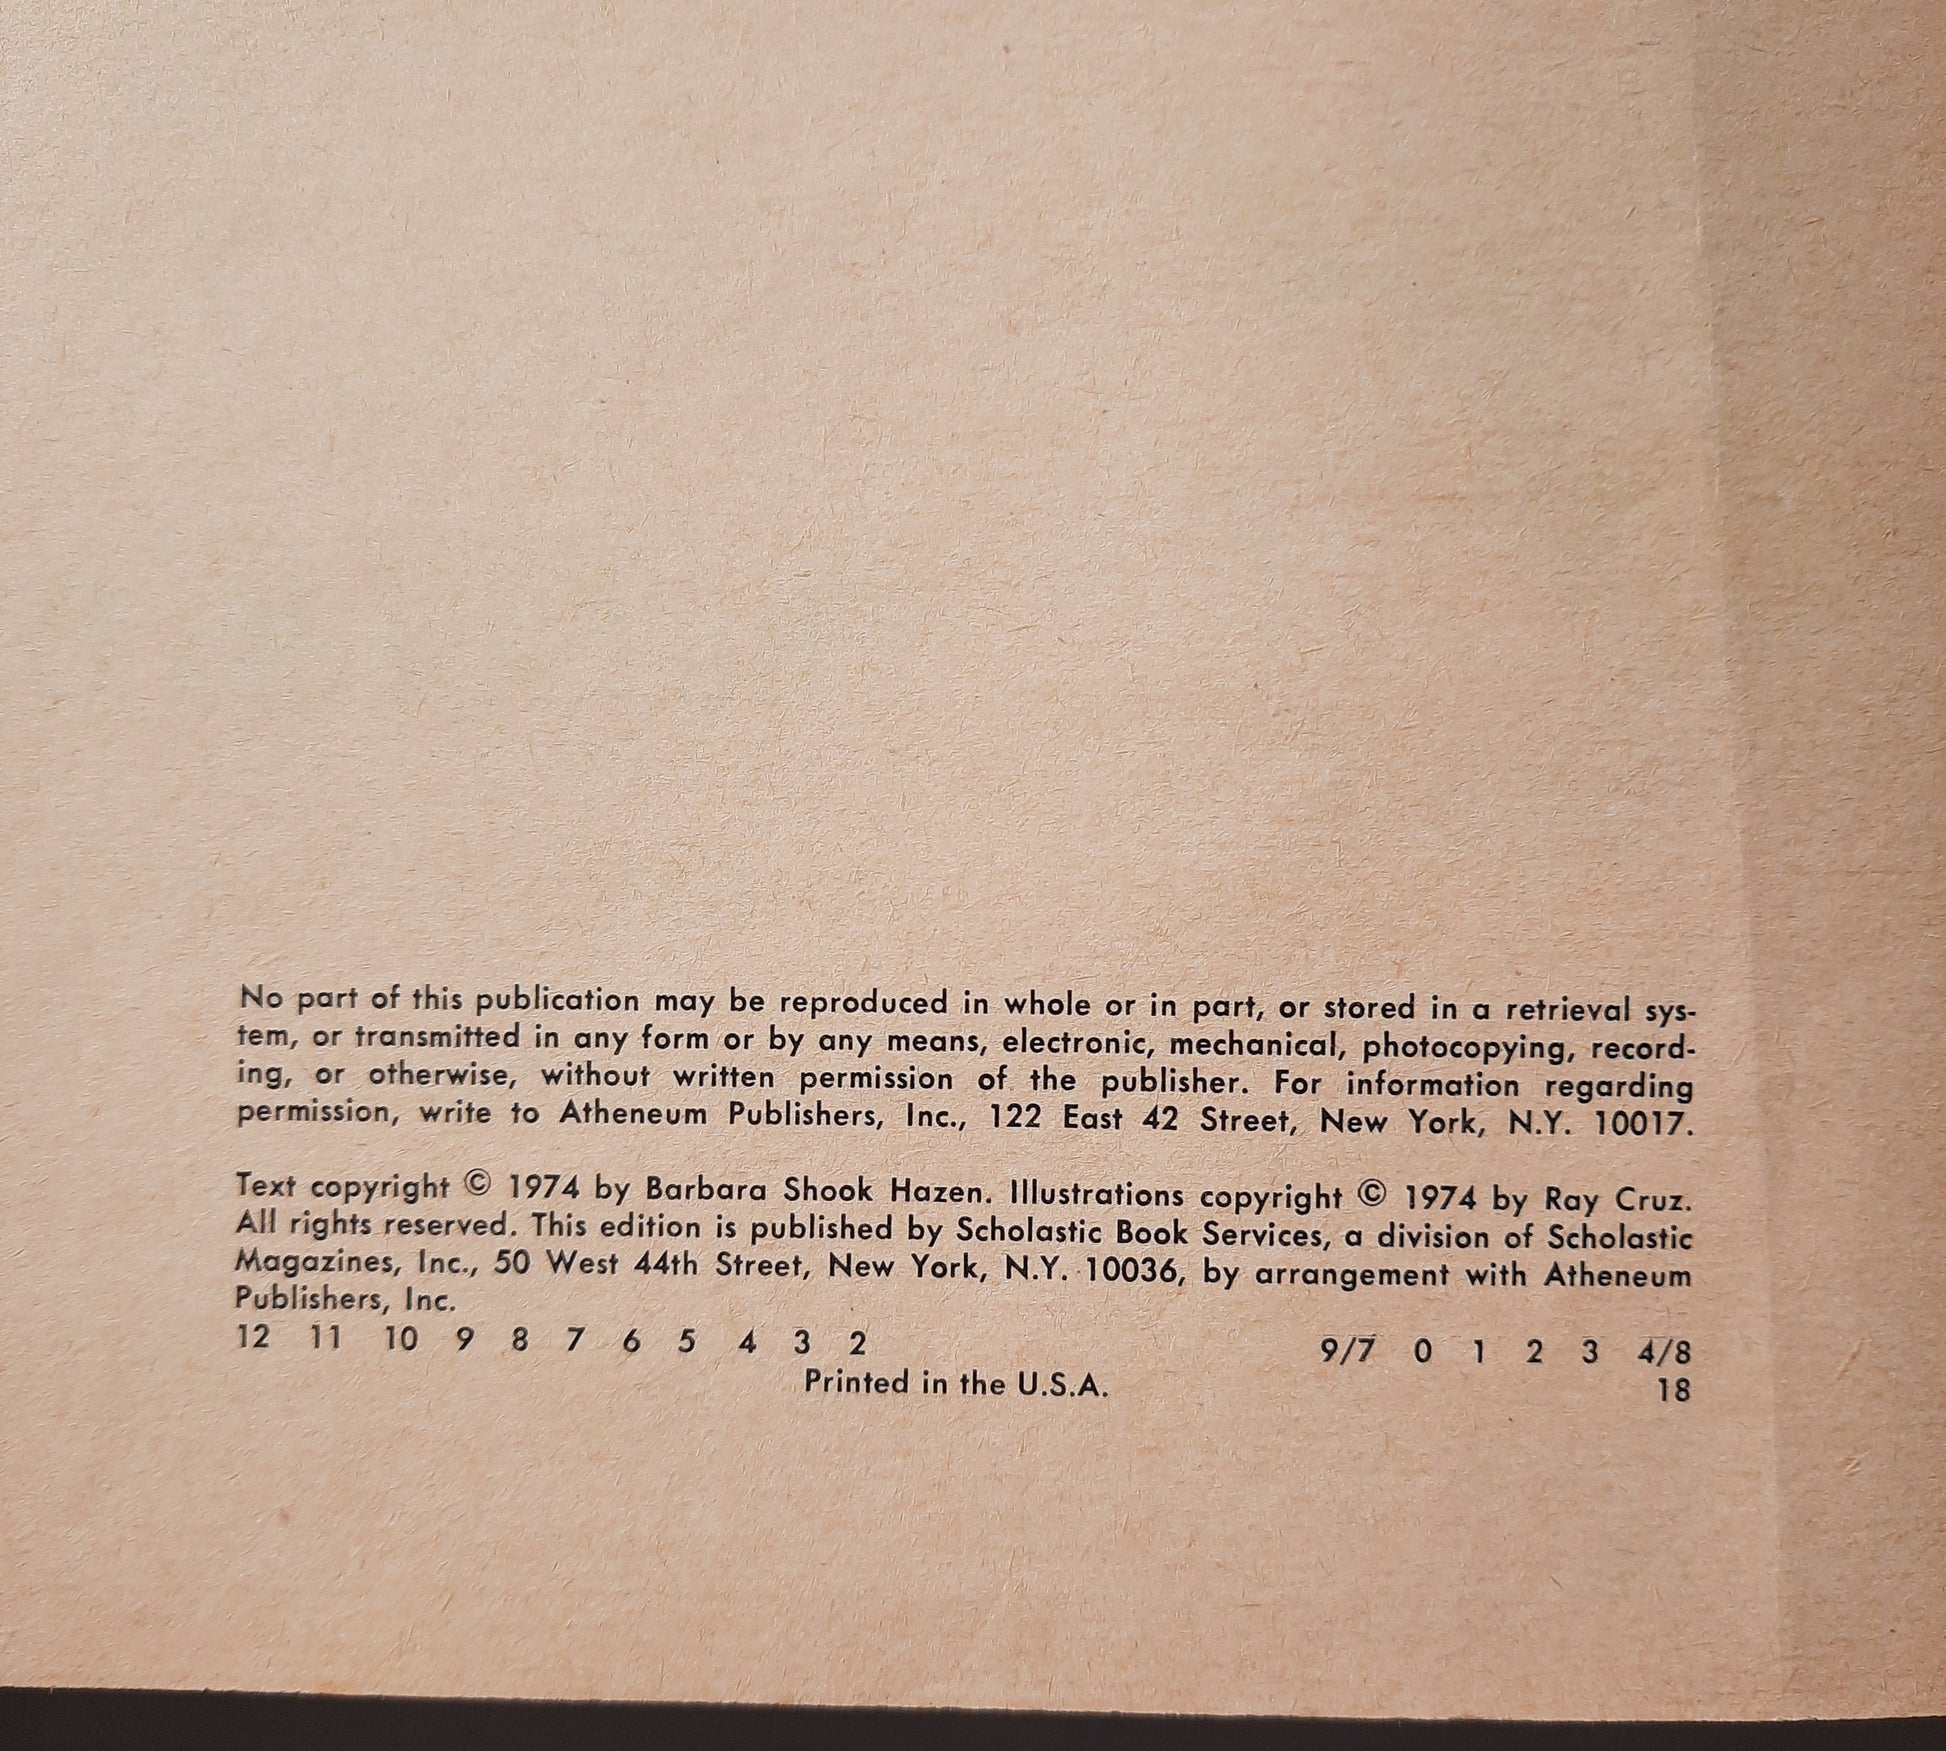 No part of this publication may be reproduced in whole or in part, or stored in a retrieval sys-
tem, or transmitted in any form or by any means, electronic, mechanical, photocopying, record-
ing, or otherwise, without written permission of the publisher. For information regarding
permission, write to Atheneum Publishers, Inc., 122 East 42 Street, New York, N.Y. 10017.
Text copyright © 1974 by Barbara Shook Hazen. Illustrations copyright © 1974 by Ray Cruz.
All rights reserved. This edition is published by Scholastic Book Services, a division of Scholastic
Magazines, Inc., 50 West 44th Street, New York, N.Y. 10036, by arrangement with Atheneum
Publishers, Inc.
12 11 10 9 8 7 6 5 4 3 2 9/7 0 1 2 3 4/8
Printed in the U.S.A. 18